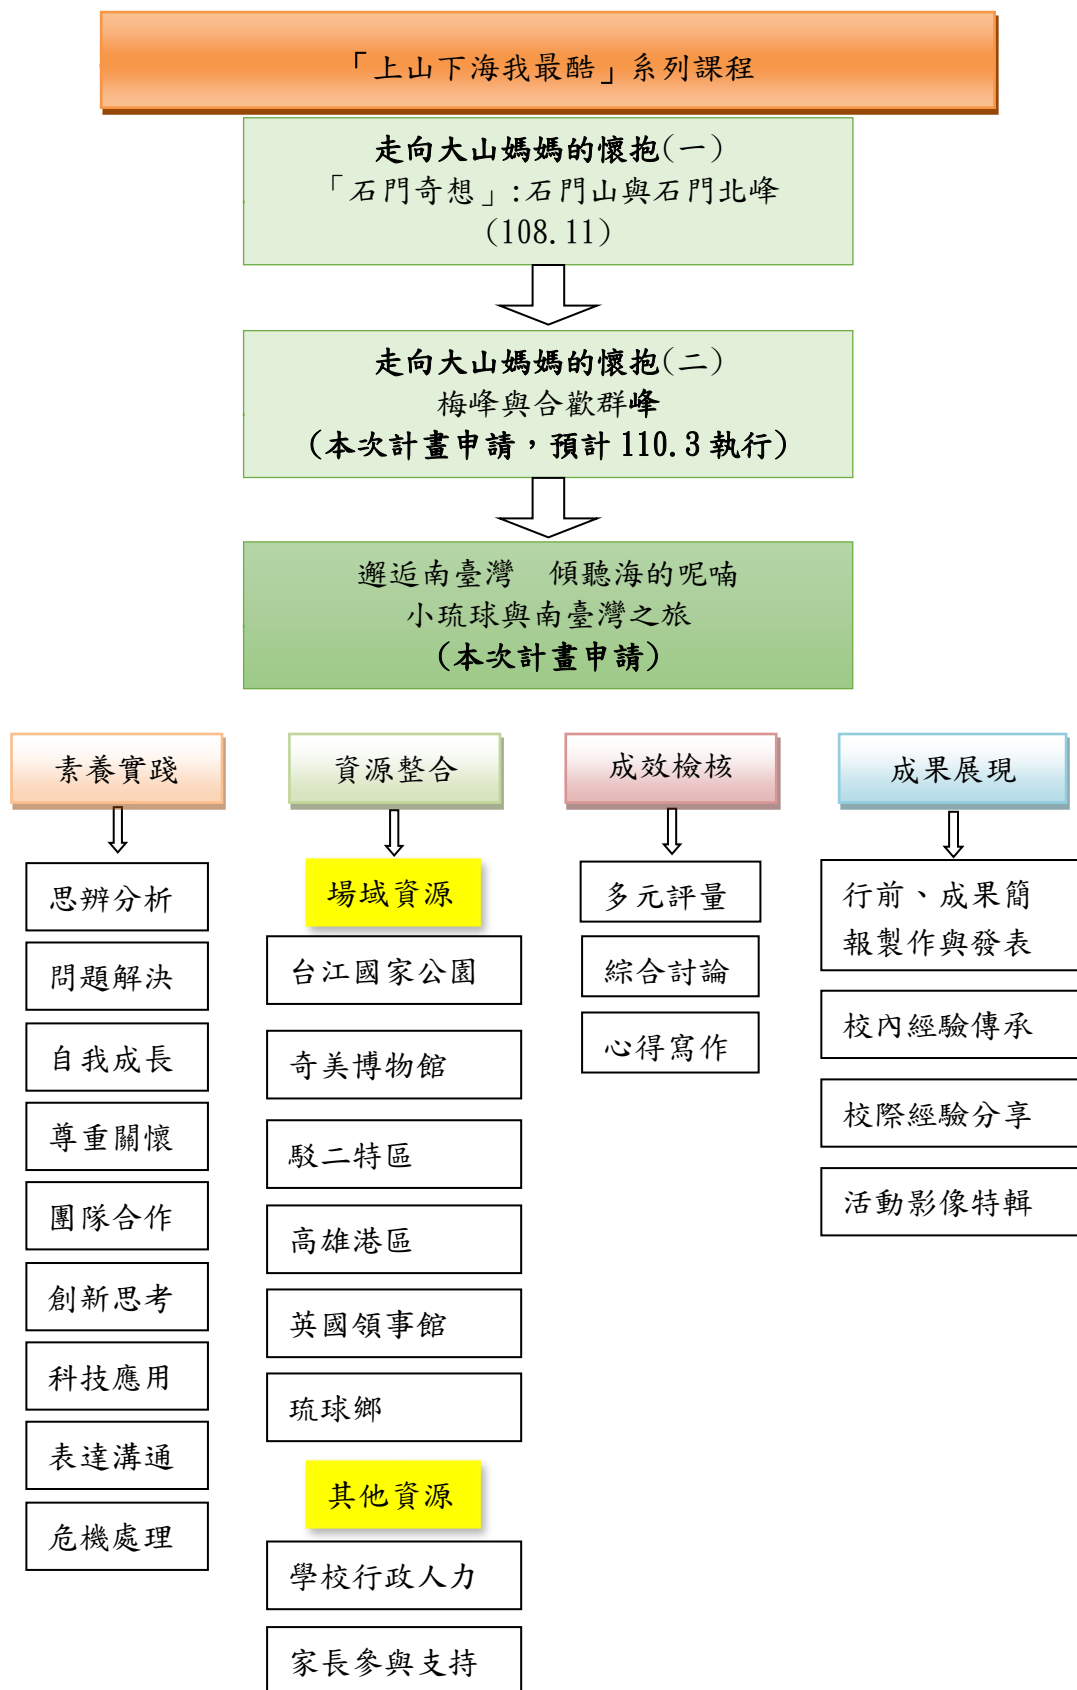 「上山下海我最酷」系列課程
走向大山媽媽的懷抱(一)
「石門奇想」:石門山與石門北峰
(108.11)
走向大山媽媽的懷抱(二)
梅峰與合歡群峰
(本次計畫申請，預計 110.3 執行)
邂逅南臺灣　傾聽海的呢喃
小琉球與南臺灣之旅
(本次計畫申請)
素養實踐
思辨分析
問題解決
自我成長
尊重關懷
團隊合作
創新思考
科技應用
表達溝通
危機處理
資源整合
場域資源
台江國家公園
奇美博物館
駁二特區
高雄港區
英國領事館
琉球鄉
其他資源
學校行政人力
家長參與支持
成效檢核
多元評量
綜合討論
心得寫作
成果展現
行前、成果簡
報製作與發表
校內經驗傳承
校際經驗分享
活動影像特輯